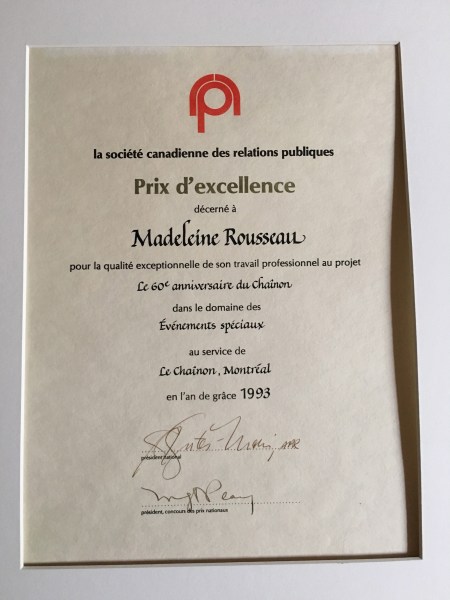 la société canadienne des relations publiques
Prix d'excellence
décerné à
Madeleine Rousseau
pour la qualité exceptionnelle de son travail professionnel au projet
Le 60e anniversaire du Chaînon
dans le domaine des
Événements spéciaux
au service de
Le Chaînon, Montréal
en l'an de grâce 1993
président national
président, concours des prix nationaux